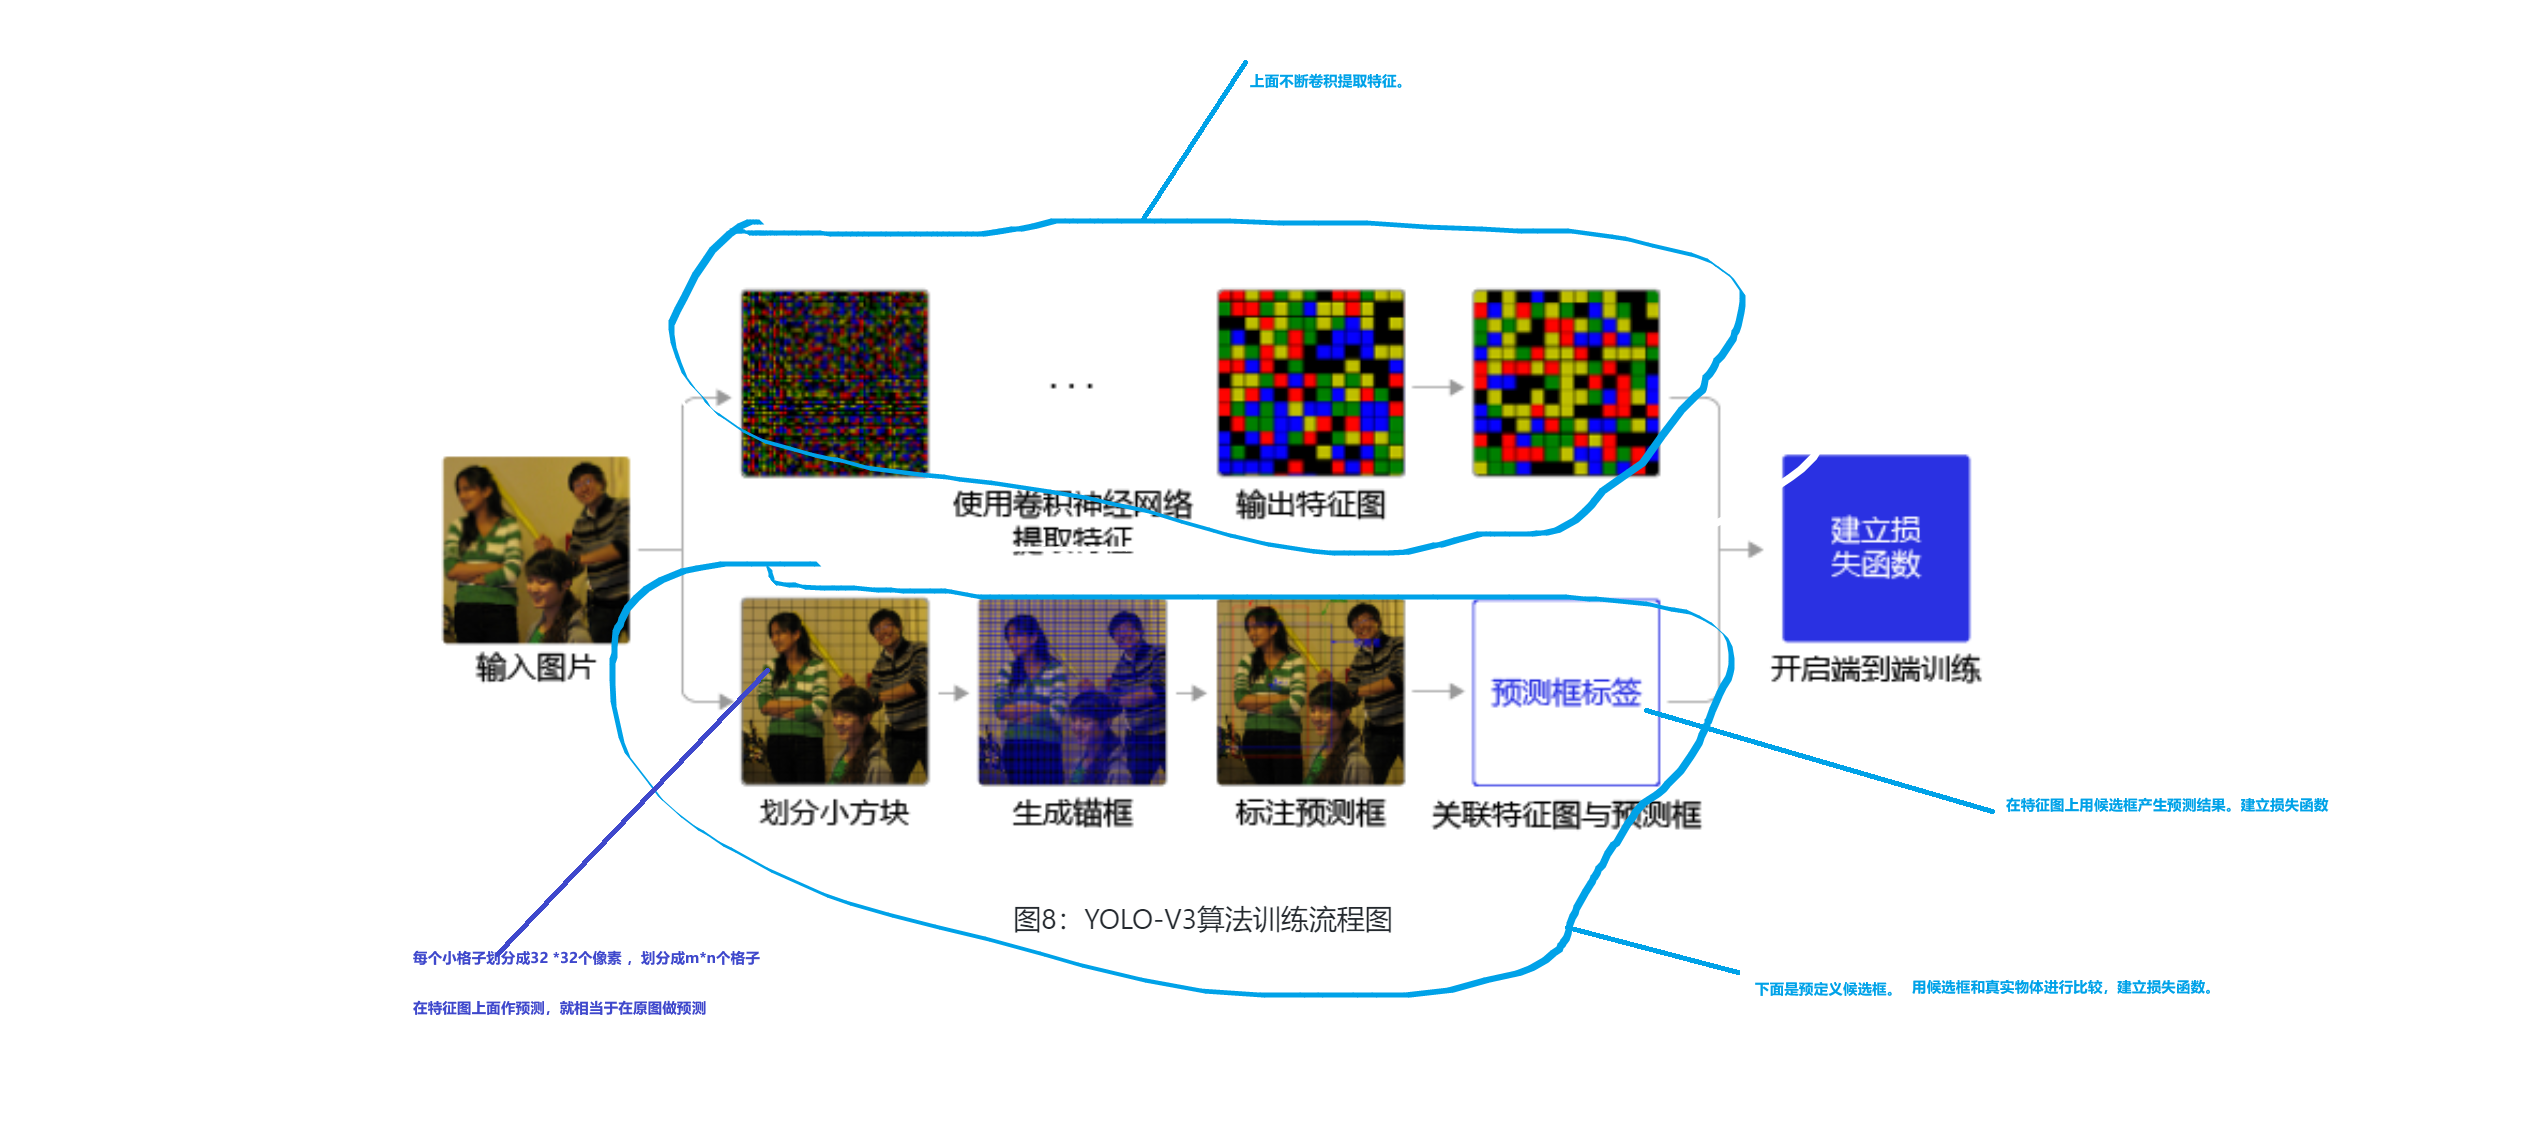 上面不断卷积提取特征。
...
使用卷积神经网络
提取特征
输出特征图
建立损
失函数
输入图片
开启端到端训练
预测框标签
划分小方块
生成锚框
标注预测框
关联特征图与预测框
在特征图上用候选框产生预测结果。建立损失函数
图8：YOLO-V3算法训练流程图
每个小格子划分成32 *32个像素 ，划分成m*n个格子
下面是预定义候选框。 用候选框和真实物体进行比较，建立损失函数。
在特征图上面作预测，就相当于在原图做预测